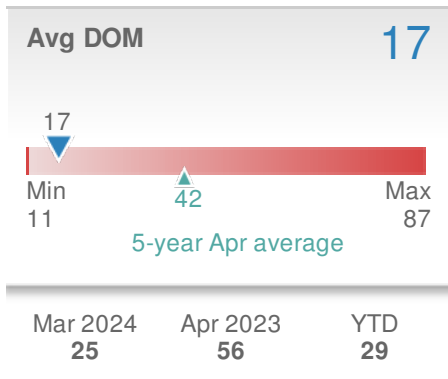 Avg DOM 17
17
Min Max
11 42 87
5-year Apr average
Mar 2024 Apr 2023 YTD
25 56 29